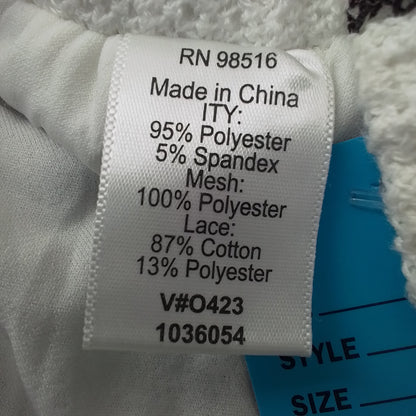 RN 98516
Made in China
ITY:
95% Polyester
5% Spandex
Mesh:
100% Polyester
Lace:
87% Cotton
13% Polyester
V#O423
1036054
STYLE
SIZE